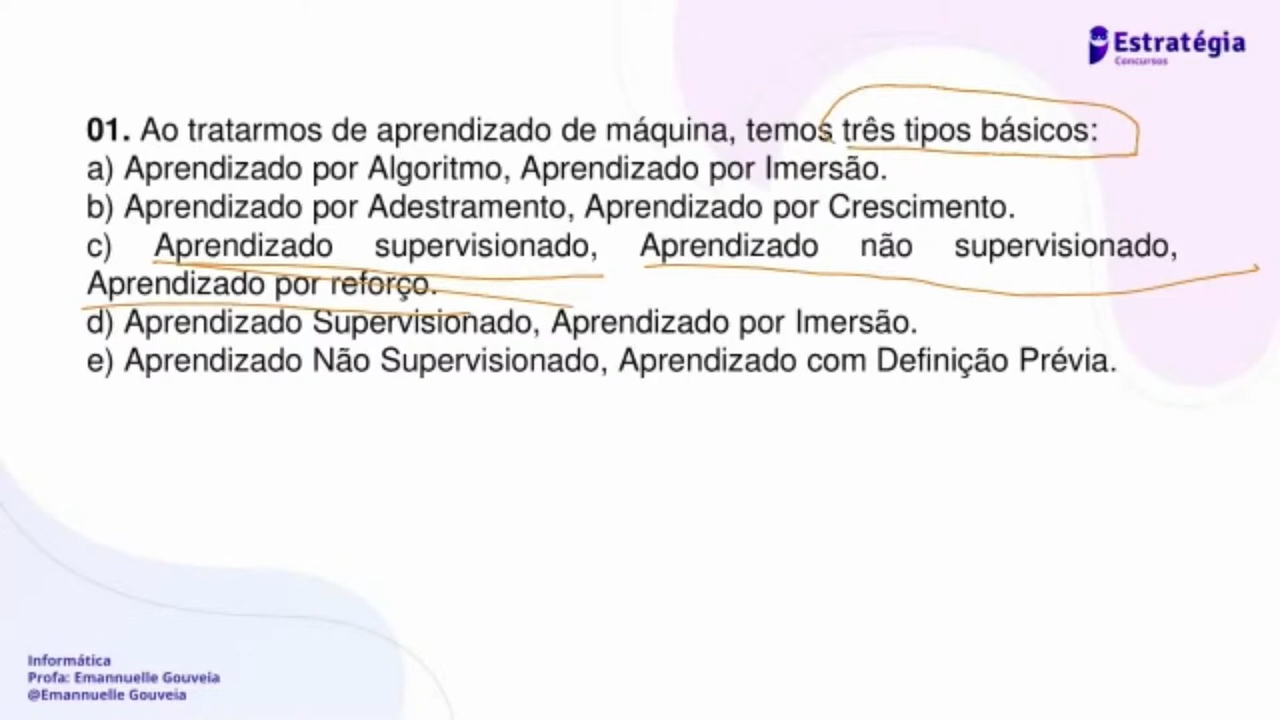 Estratégia
Concursos
01. Ao tratarmos de aprendizado de máquina, temos três tipos básicos:
a) Aprendizado por Algoritmo, Aprendizado por Imersão.
b) Aprendizado por Adestramento, Aprendizado por Crescimento.
c) Aprendizado supervisionado, Aprendizado não supervisionado,
Aprendizado por reforço.
d) Aprendizado Supervisionado, Aprendizado por Imersão.
e) Aprendizado Não Supervisionado, Aprendizado com Definição Prévia.
Informática
Profa: Emannuelle Gouveia
@Emannuelle Gouveia